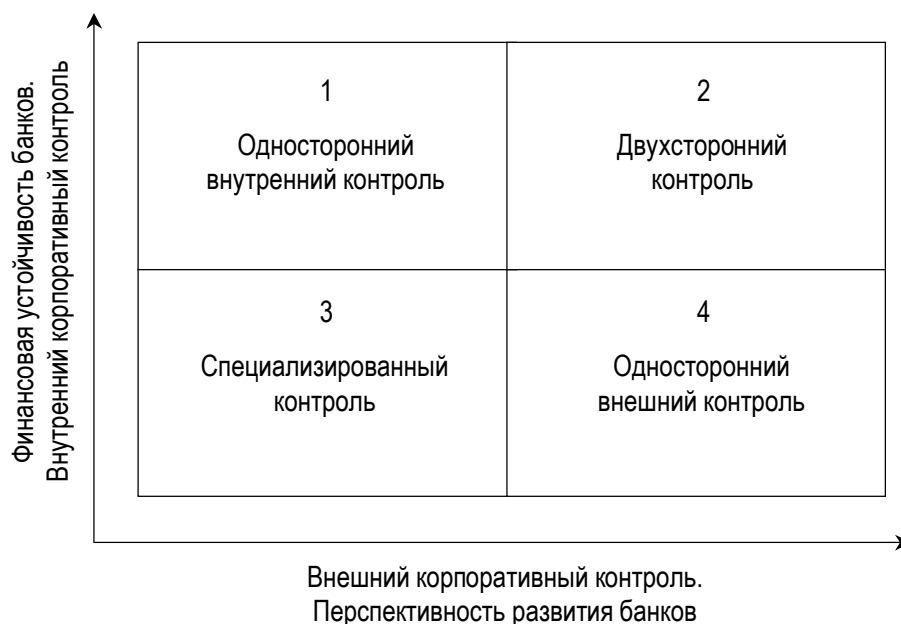 Финансовая устойчивость банков.
Внутренний корпоративный контроль
1
Односторонний
внутренний контроль
2
Двухсторонний
контроль
3
Специализированный
контроль
4
Односторонний
внешний контроль
Внешний корпоративный контроль.
Перспективность развития банков